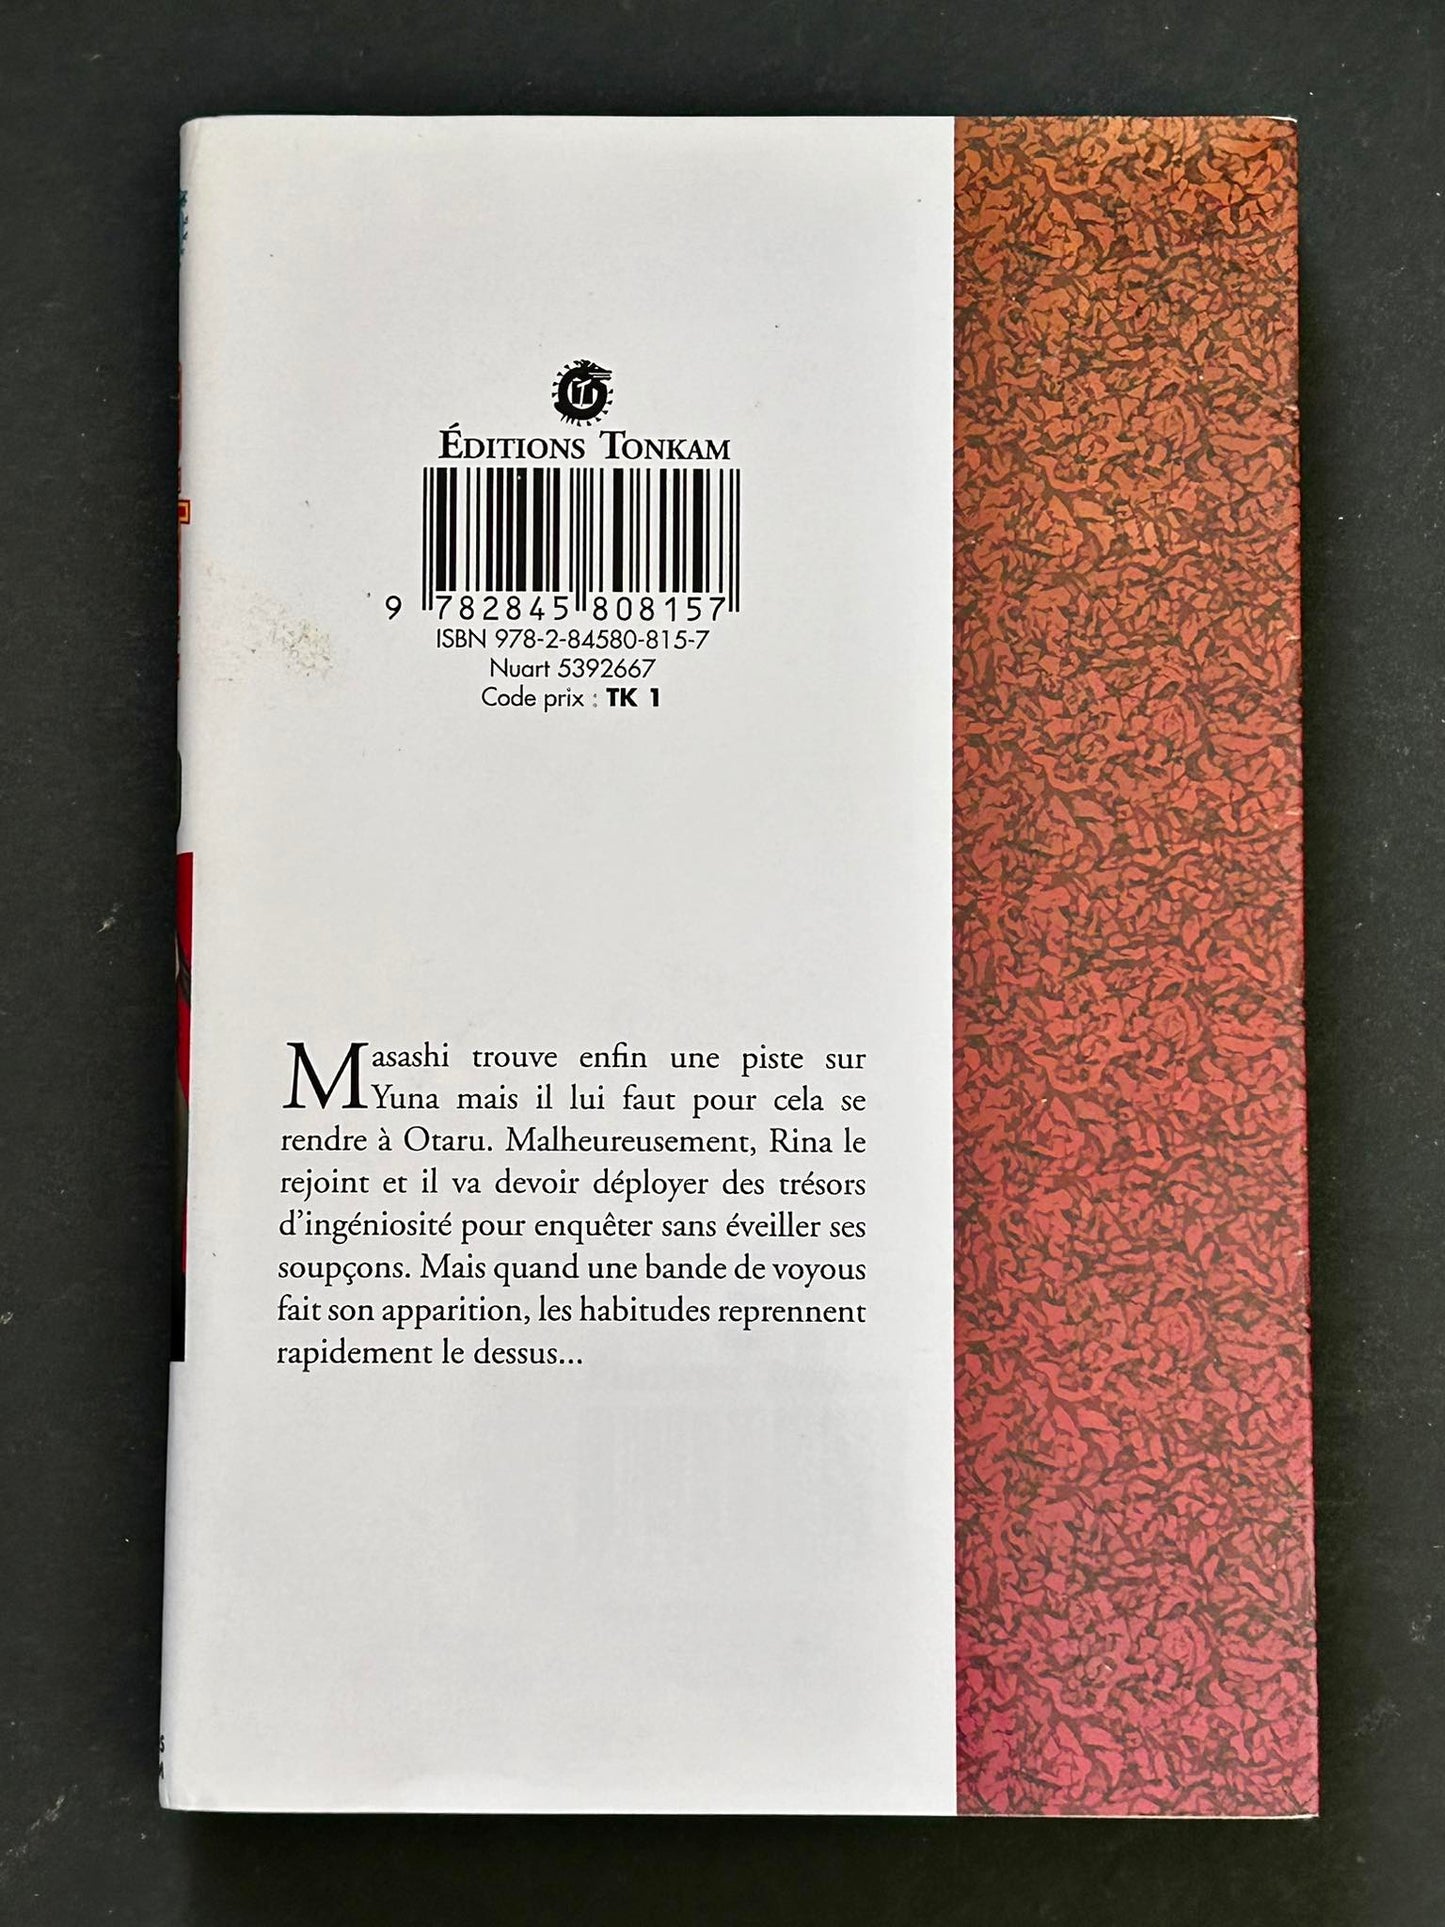 ÉDITIONS TONKAM
9 782845 808157
ISBN 978-2-84580-815-7
Nuart 5392667
Code prix : TK 1
Masashi trouve enfin une piste sur
Yuna mais il lui faut pour cela se
rendre à Otaru. Malheureusement, Rina le
rejoint et il va devoir déployer des trésors
d'ingéniosité pour enquêter sans éveiller ses
soupçons. Mais quand une bande de voyous
fait son apparition, les habitudes reprennent
rapidement le dessus...